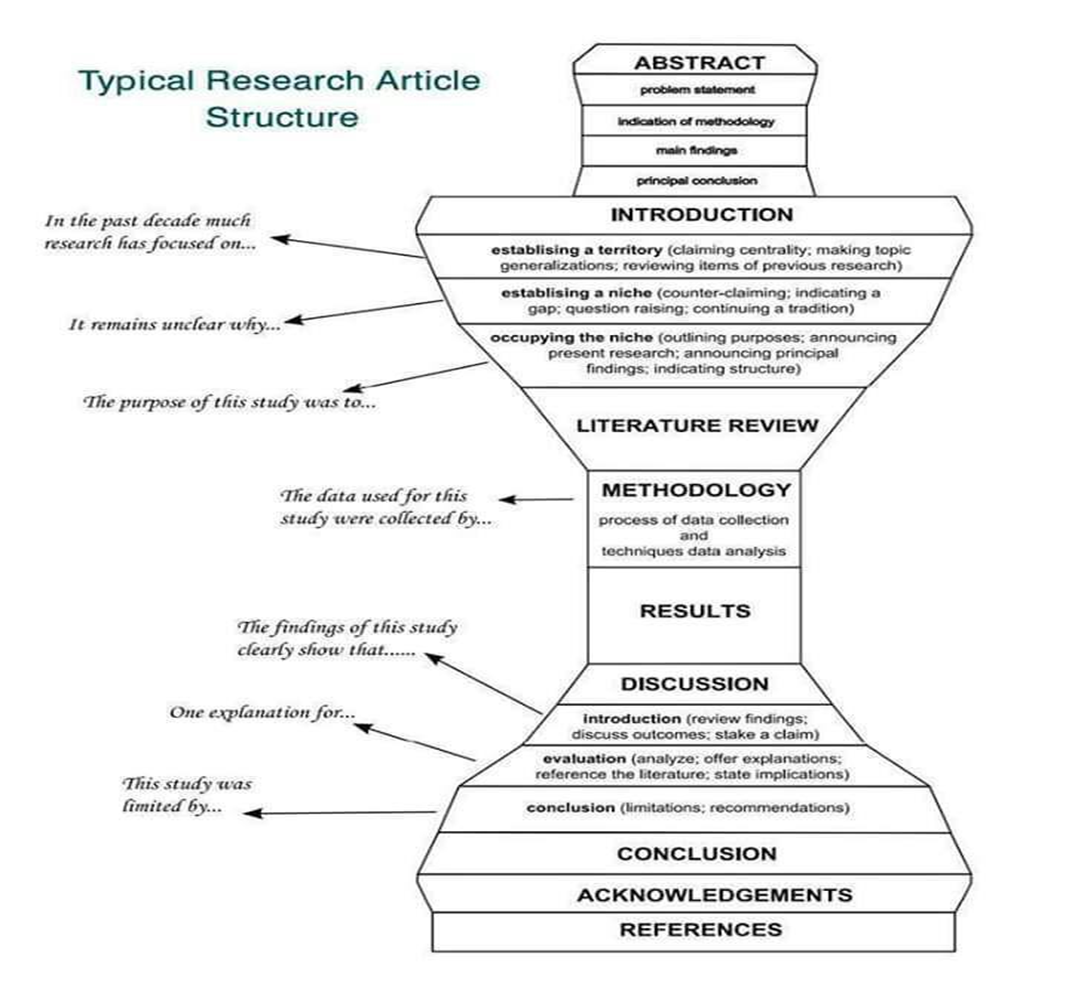 Typical Research Article
Structure
ABSTRACT
problem statement
indication of methodology
main findings
principal conclusion
INTRODUCTION
In the past decade much
research has focused on...
establising a territory (claiming centrality; making topic
generalizations; reviewing items of previous research)
It remains unclear why...
establising a niche (counter-claiming; indicating a
gap; question raising; continuing a tradition)
The purpose of this study was to...
occupying the niche (outlining purposes; announcing
present research; announcing principal
findings; indicating structure)
LITERATURE REVIEW
The data used for this
study were collected by...
METHODOLOGY
process of data collection
and
techniques data analysis
RESULTS
The findings of this study
clearly show that......
DISCUSSION
introduction (review findings;
discuss outcomes; stake a claim)
One explanation for...
evaluation (analyze; offer explanations;
reference the literature; state implications)
This study was
limited by...
conclusion (limitations; recommendations)
CONCLUSION
ACKNOWLEDGEMENTS
REFERENCES